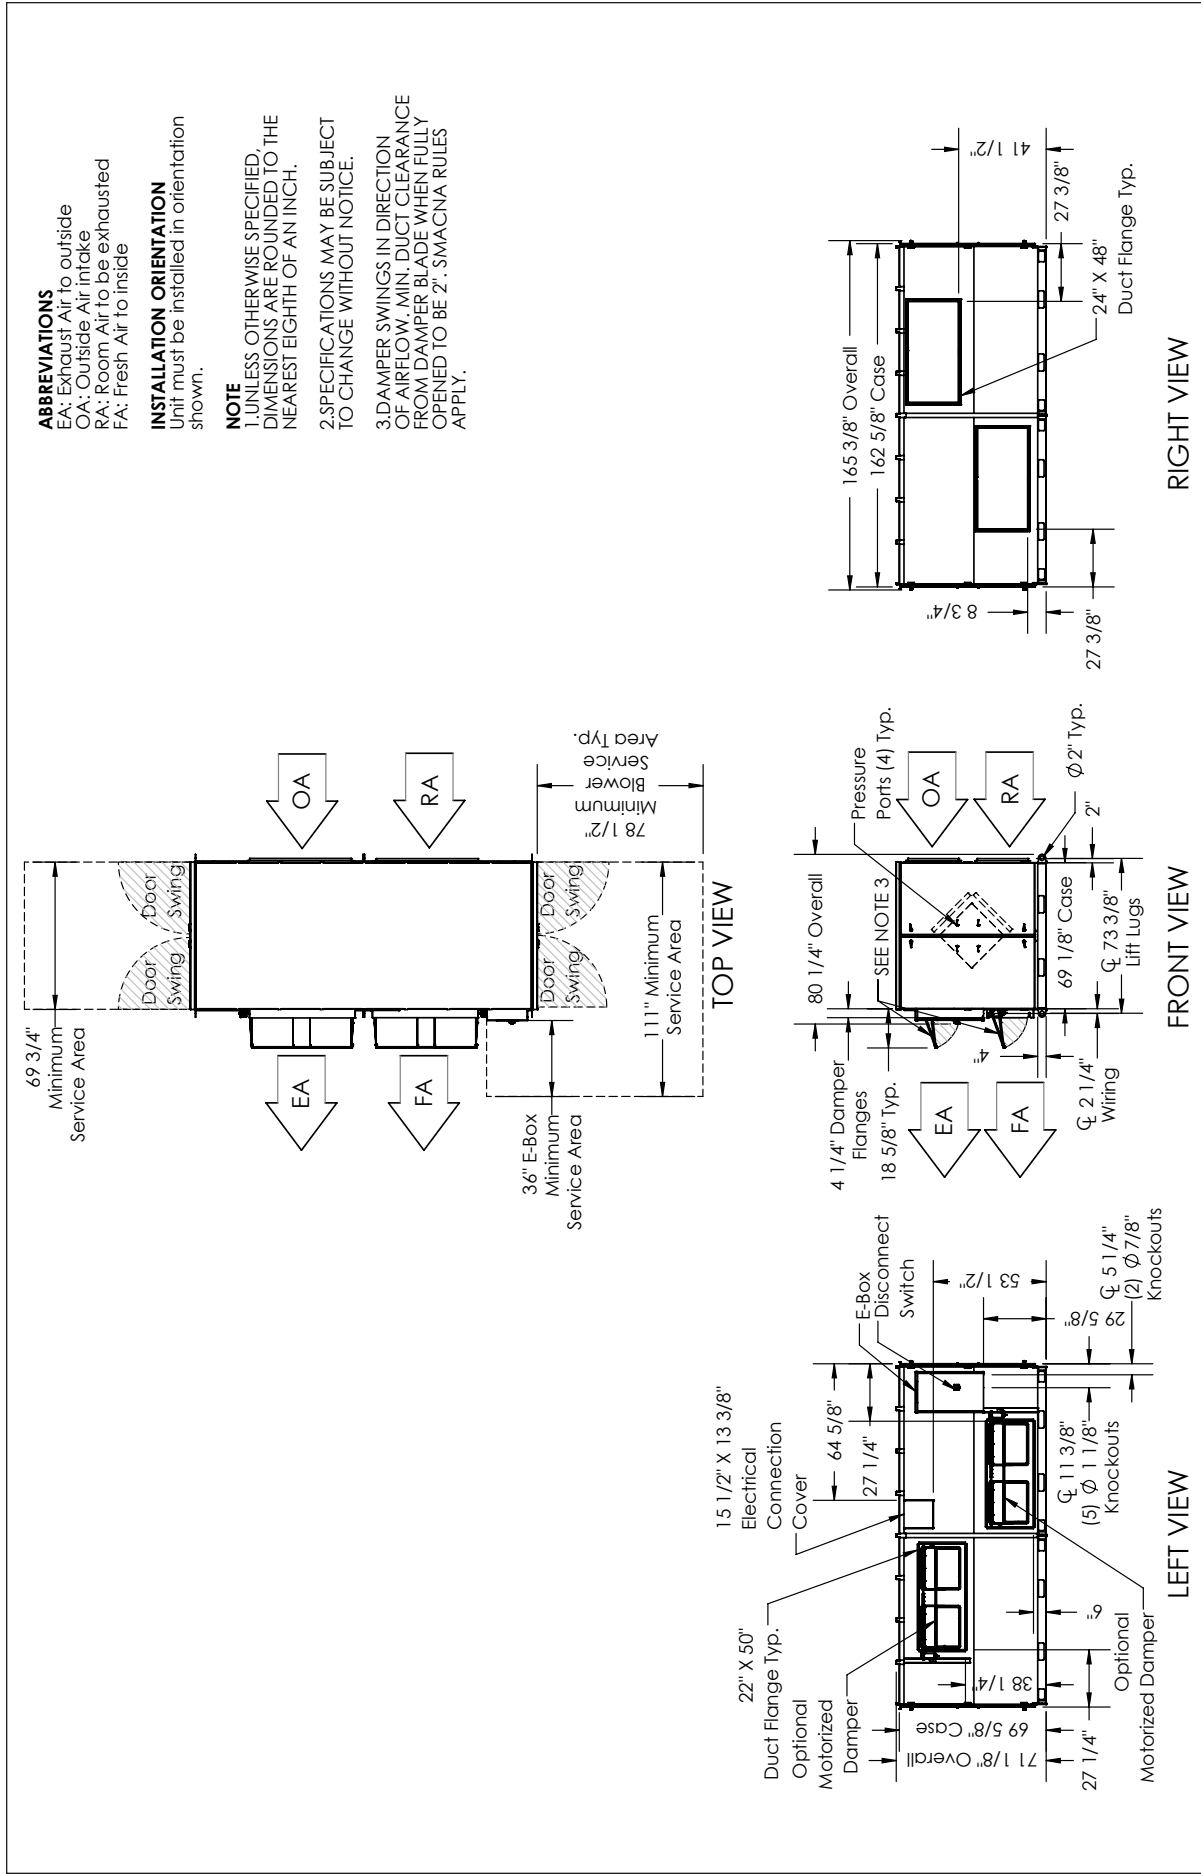 ABBREVIATIONS
EA: Exhaust Air to outside
OA: Outside Air intake
RA: Room Air to be exhausted
FA: Fresh Air to inside
INSTALLATION ORIENTATION
Unit must be installed in orientation
shown.
NOTE
1.UNLESS OTHERWISE SPECIFIED,
DIMENSIONS ARE ROUNDED TO THE
NEAREST EIGHTH OF AN INCH.
2.SPECIFICATIONS MAY BE SUBJECT
TO CHANGE WITHOUT NOTICE.
3.DAMPER SWINGS IN DIRECTION
OF AIRFLOW, MIN. DUCT CLEARANCE
FROM DAMPER BLADE WHEN FULLY
OPENED TO BE 2". SMACNA RULES
APPLY.
69 3/4"
Minimum
Service Area
Door
Swing
Door
Swing
EA
OA
FA
RA
Door
Swing
Door
Swing
36" E-Box
Minimum
Service Area
78 1/2"
Minimum
Blower
Service
Area Typ.
111" Minimum
Service Area
TOP VIEW
15 1/2" X 13 3/8"
Electrical
Connection
Cover
22" X 50"
Duct Flange Typ.
Optional
Motorized
Damper
64 5/8"
27 1/4"
E-Box
Disconnect
Switch
53 1/2"
29 5/8"
71 1/8" Overall
69 5/8" Case
38 1/4"
6"
27 1/4"
Optional
Motorized Damper
℄ 11 3/8"
(5) Ø 1 1/8"
Knockouts
℄ 5 1/4"
(2) Ø 7/8"
Knockouts
LEFT VIEW
80 1/4" Overall
SEE NOTE 3
4 1/4" Damper
Flanges
18 5/8" Typ.
Pressure
Ports (4) Typ.
EA
OA
FA
RA
4"
℄ 2 1/4"
Wiring
69 1/8" Case
℄ 73 3/8"
Lift Lugs
2"
Ø 2" Typ.
FRONT VIEW
165 3/8" Overall
162 5/8" Case
41 1/2"
8 3/4"
27 3/8"
27 3/8"
24" X 48"
Duct Flange Typ.
RIGHT VIEW